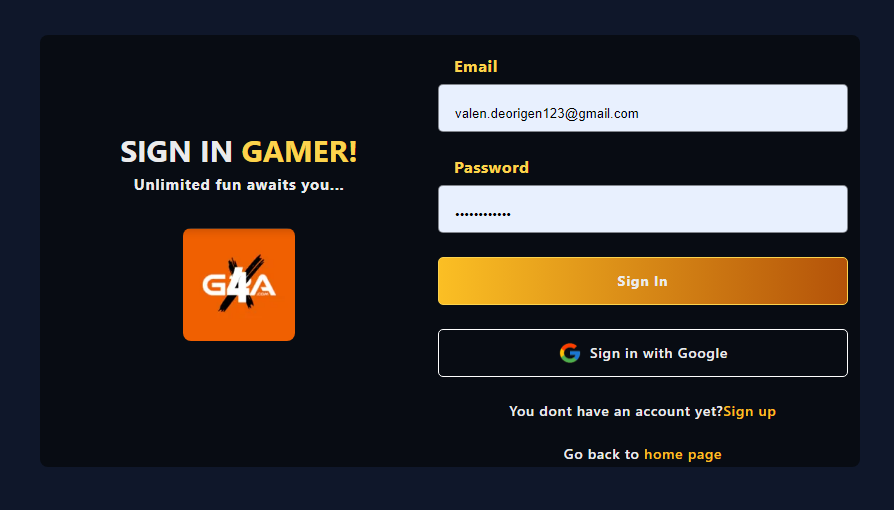 SIGN IN GAMER!
Unlimited fun awaits you...
G4A
.com
Email
valen.deorigen123@gmail.com
Password
••••••••••••
Sign In
Sign in with Google
You dont have an account yet?Sign up
Go back to home page